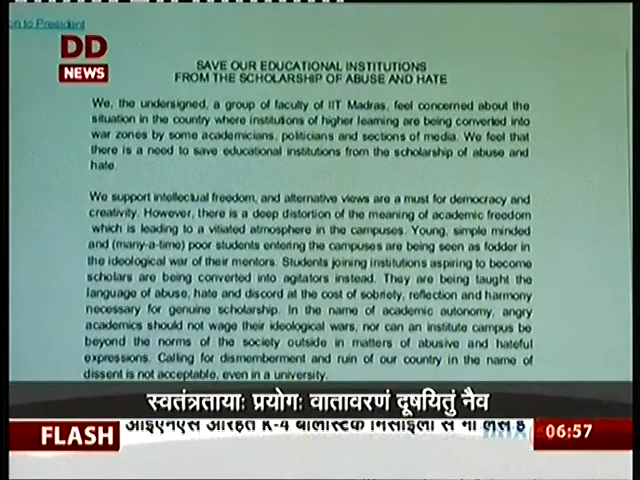 on to President
DD
NEWS
SAVE OUR EDUCATIONAL INSTITUTIONS
FROM THE SCHOLARSHIP OF ABUSE AND HATE
We, the undersigned, a group of faculty of IIT Madras, feel concerned about the
situation in the country where institutions of higher learning are being converted into
war zones by some academicians, politicians and sections of media. We feel that
there is a need to save educational institutions from the scholarship of abuse and
hate.
We support intellectual freedom, and alternative views are a must for democracy and
creativity. However, there is a deep distortion of the meaning of academic freedom
which is leading to a vitiated atmosphere in the campuses. Young, simple minded
and (many-a-time) poor students entering the campuses are being seen as fodder in
the ideological war of their mentors. Students joining institutions aspiring to become
scholars are being converted into agitators instead. They are being taught the
language of abuse, hate and discord at the cost of sobriety, reflection and harmony
necessary for genuine scholarship. In the name of academic autonomy, angry
academics should not wage their ideological wars, nor can an institute campus be
beyond the norms of the society outside in matters of abusive and hateful
expressions. Calling for dismemberment and ruin of our country in the name of
dissent is not acceptable, even in a university.
स्वतंत्रतायाः प्रयोगः वातावरणं दूषयितुं नैव
FLASH
आईएनएस अरिहंत K-4 बैलिस्टिक मिसाइलों से भी लैस है
06:57